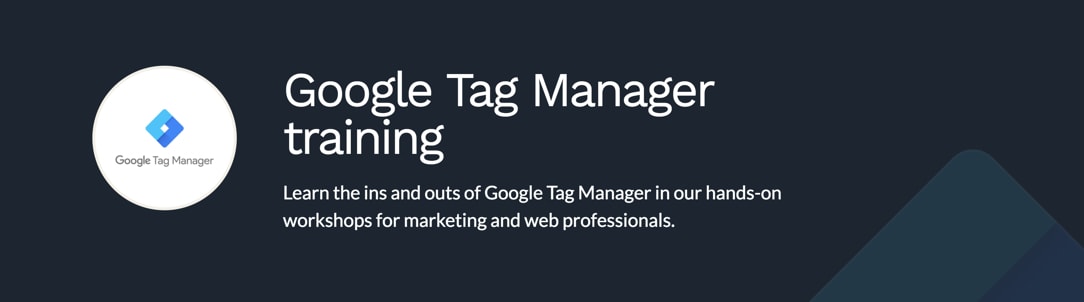 Google Tag Manager
Google Tag Manager
training
Learn the ins and outs of Google Tag Manager in our hands-on
workshops for marketing and web professionals.